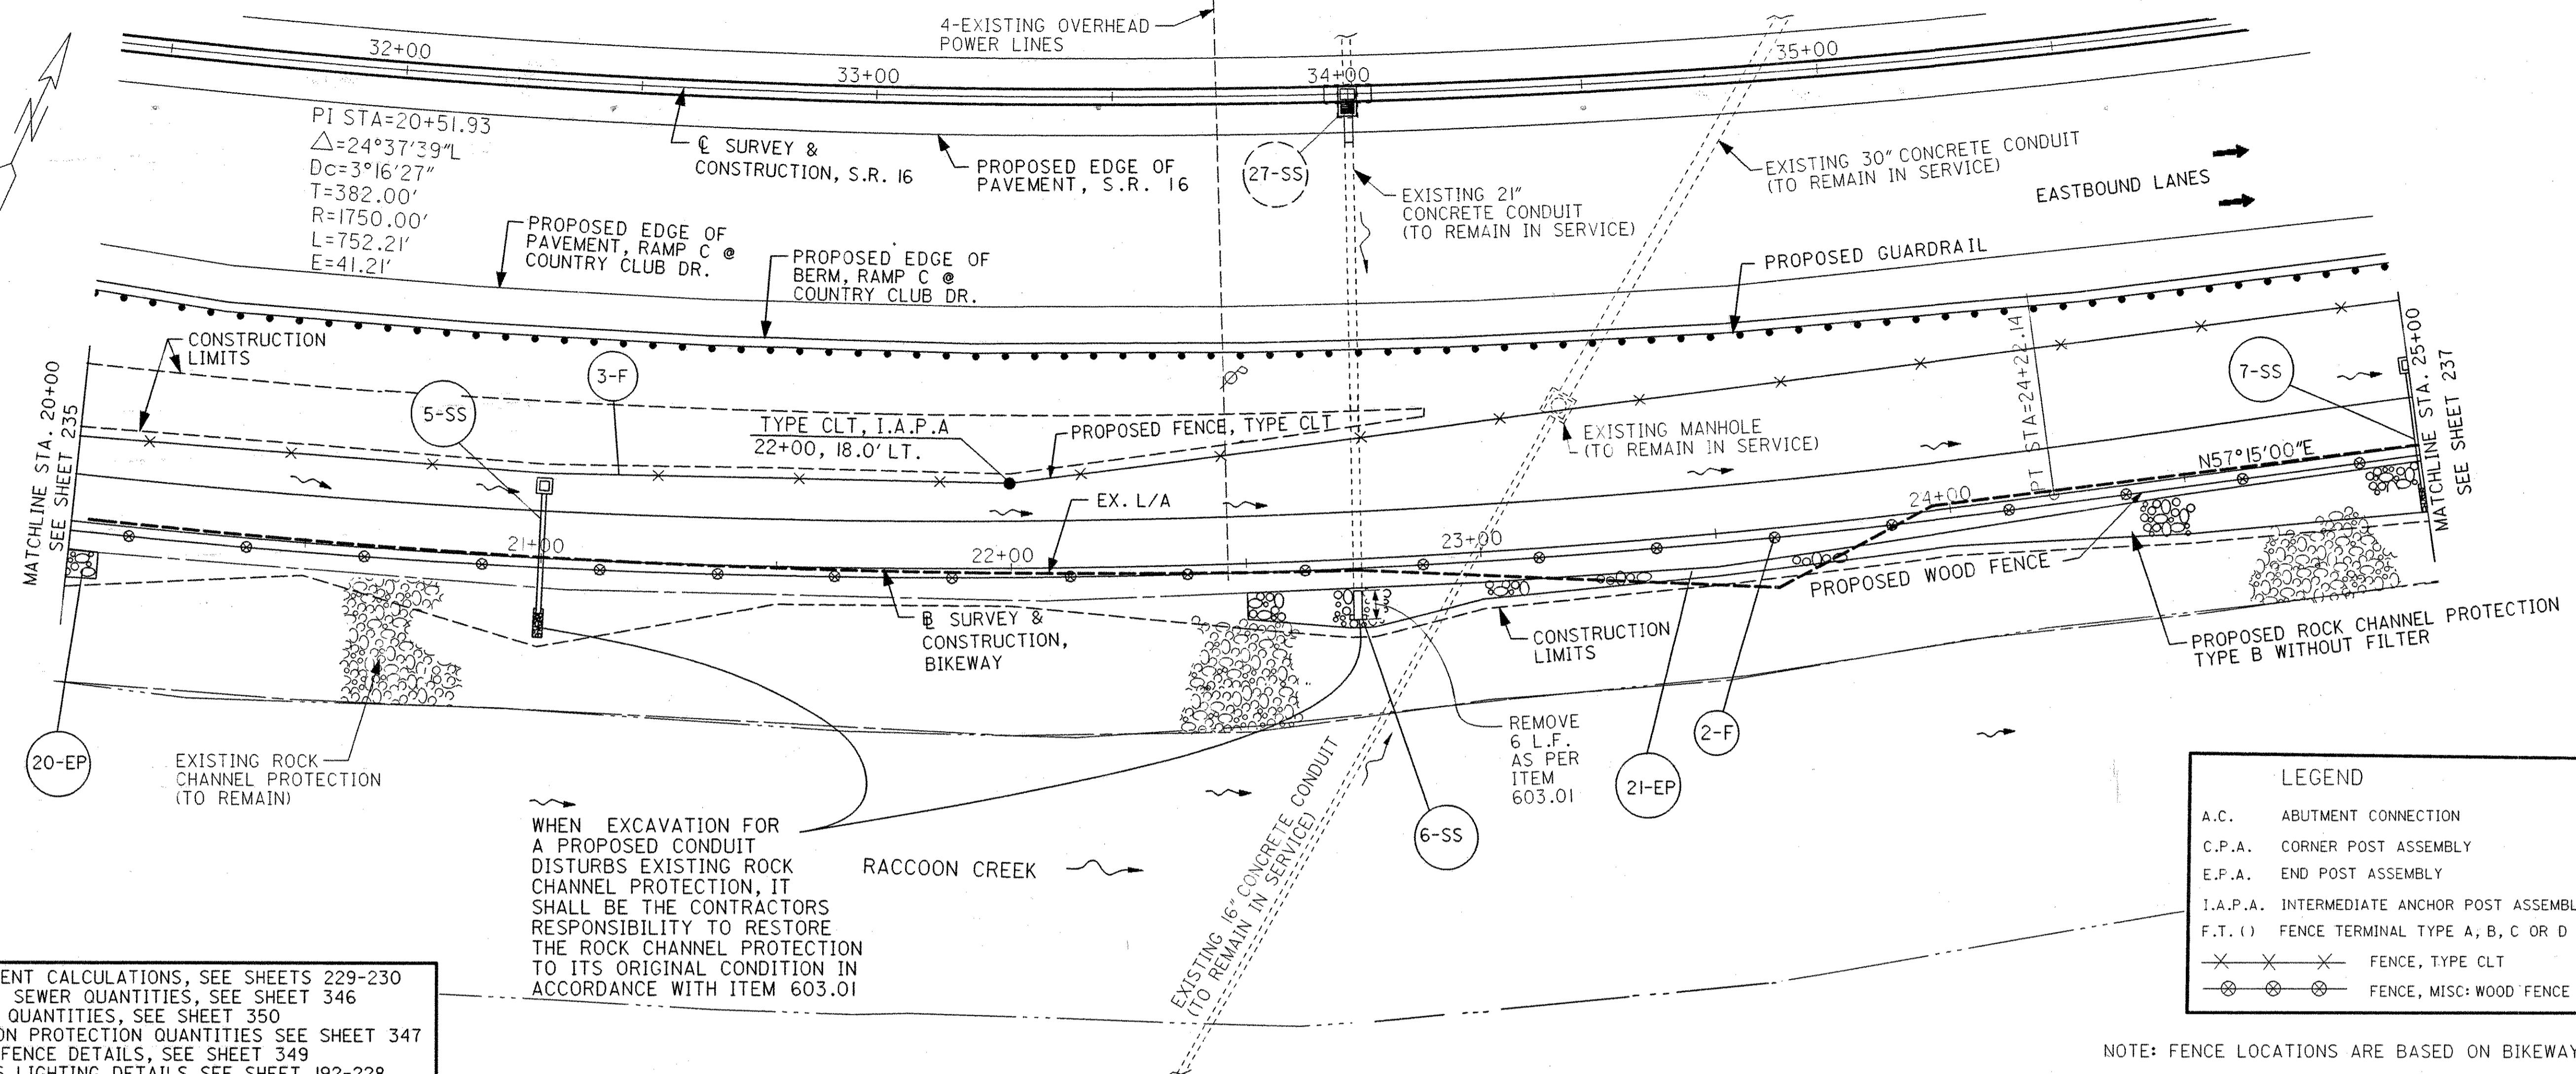 4-EXISTING OVERHEAD
POWER LINES
32+00
33+00
34+00
35+00
PI STA=20+51.93
△=24°37'39"L
Dc=3°16'27"
T=382.00'
R=1750.00'
L=752.21'
E=41.21'
℄ SURVEY &
CONSTRUCTION, S.R. 16
PROPOSED EDGE OF
PAVEMENT, S.R. 16
27-SS
EXISTING 21"
CONCRETE CONDUIT
(TO REMAIN IN SERVICE)
EXISTING 30" CONCRETE CONDUIT
(TO REMAIN IN SERVICE)
EASTBOUND LANES
PROPOSED EDGE OF
PAVEMENT, RAMP C @
COUNTRY CLUB DR.
PROPOSED EDGE OF
BERM, RAMP C @
COUNTRY CLUB DR.
PROPOSED GUARDRAIL
CONSTRUCTION
LIMITS
3-F
5-SS
TYPE CLT, I.A.P.A
22+00, 18.0' LT.
PROPOSED FENCE, TYPE CLT
EXISTING MANHOLE
(TO REMAIN IN SERVICE)
PT STA=24+22.14
7-SS
MATCHLINE STA. 20+00
SEE SHEET 235
MATCHLINE STA. 25+00
SEE SHEET 237
EX. L/A
N57°15'00"E
21+00
22+00
23+00
24+00
PROPOSED WOOD FENCE
B SURVEY &
CONSTRUCTION,
BIKEWAY
CONSTRUCTION
LIMITS
PROPOSED ROCK CHANNEL PROTECTION
TYPE B WITHOUT FILTER
20-EP
EXISTING ROCK
CHANNEL PROTECTION
(TO REMAIN)
REMOVE
6 L.F.
AS PER
ITEM
603.01
2-F
21-EP
6-SS
WHEN EXCAVATION FOR
A PROPOSED CONDUIT
DISTURBS EXISTING ROCK
CHANNEL PROTECTION, IT
SHALL BE THE CONTRACTORS
RESPONSIBILITY TO RESTORE
THE ROCK CHANNEL PROTECTION
TO ITS ORIGINAL CONDITION IN
ACCORDANCE WITH ITEM 603.01
RACCOON CREEK
EXISTING 16" CONCRETE CONDUIT
(TO REMAIN IN SERVICE)
LEGEND
A.C. ABUTMENT CONNECTION
C.P.A. CORNER POST ASSEMBLY
E.P.A. END POST ASSEMBLY
I.A.P.A. INTERMEDIATE ANCHOR POST ASSEMBL
F.T. () FENCE TERMINAL TYPE A, B, C OR D
FENCE, TYPE CLT
FENCE, MISC: WOOD FENCE
NOTE: FENCE LOCATIONS ARE BASED ON BIKEWAY
ENT CALCULATIONS, SEE SHEETS 229-230
SEWER QUANTITIES, SEE SHEET 346
QUANTITIES, SEE SHEET 350
ON PROTECTION QUANTITIES SEE SHEET 347
FENCE DETAILS, SEE SHEET 349
LIGHTING DETAILS SEE SHEET 192-228